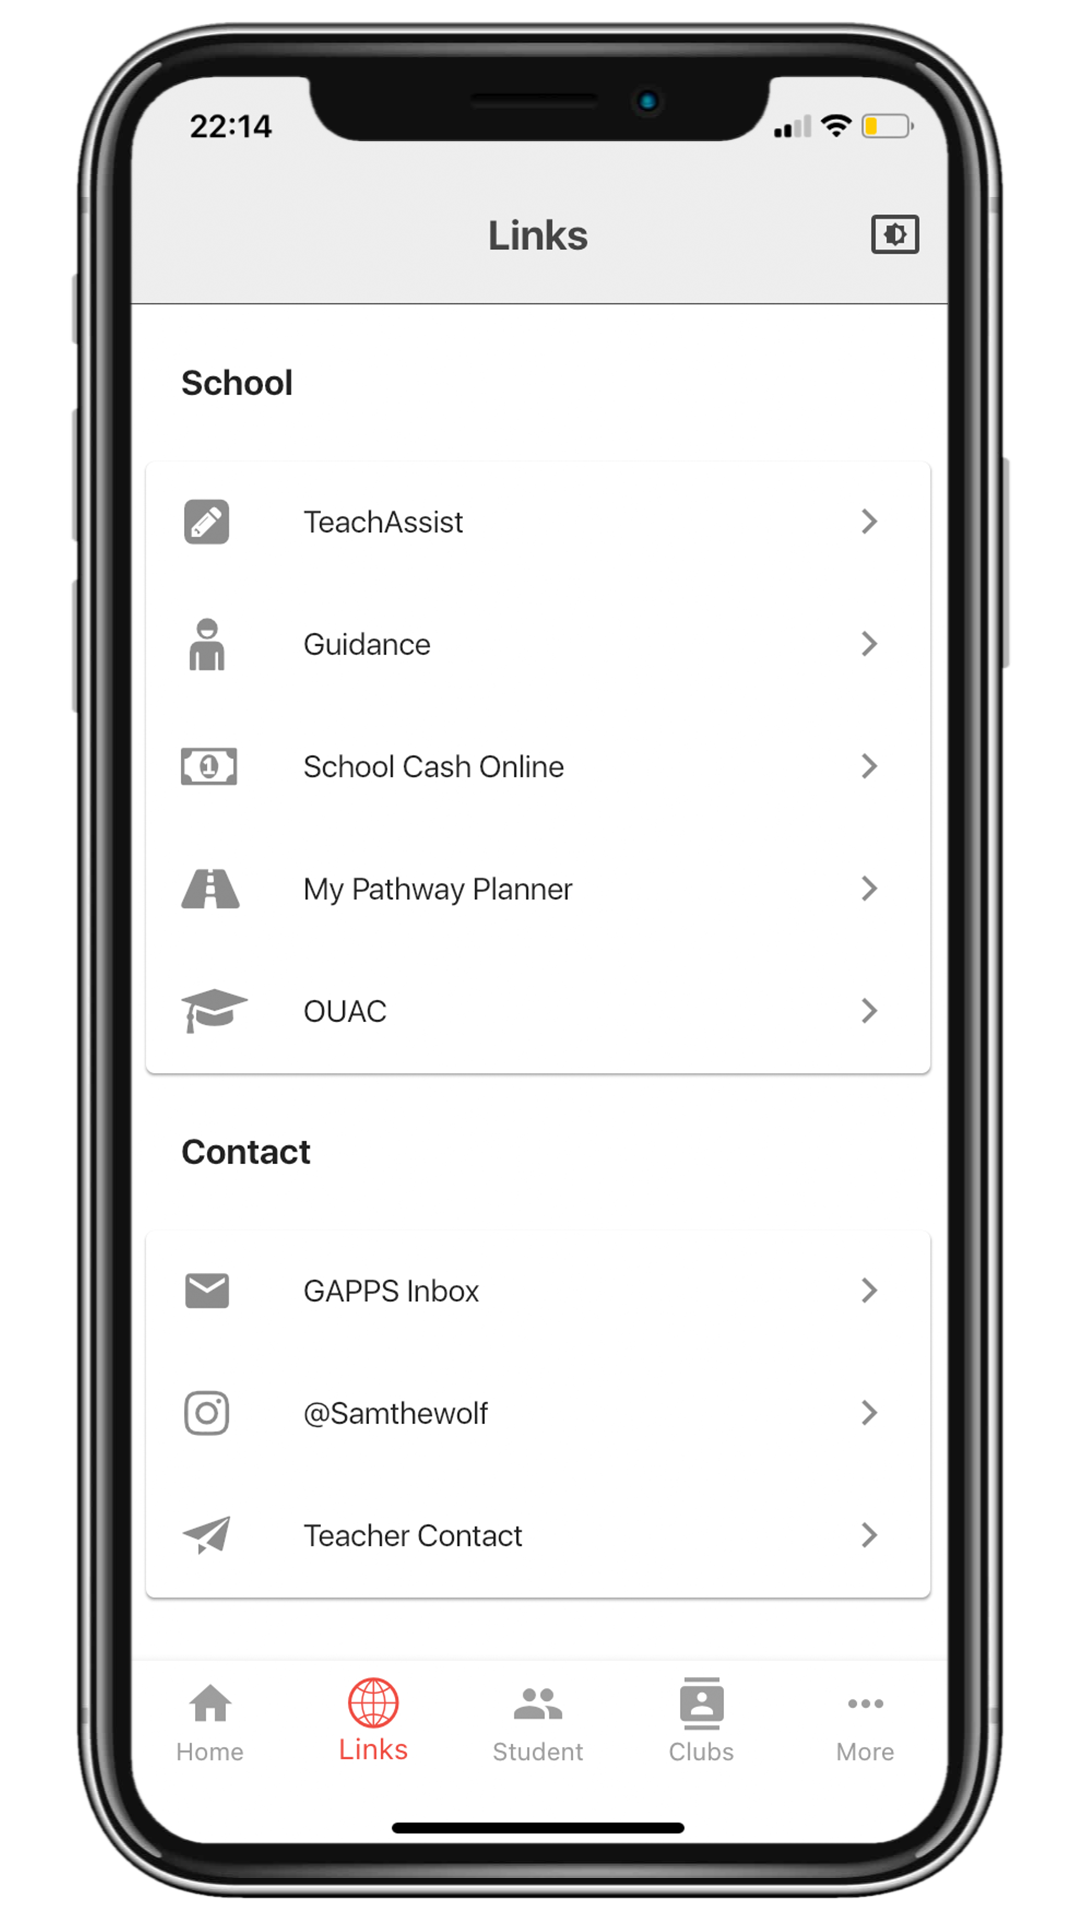 22:14
Links
School
TeachAssist
Guidance
1
School Cash Online
My Pathway Planner
OUAC
Contact
GAPPS Inbox
@Samthewolf
Teacher Contact
Home
Links
Student
Clubs
More